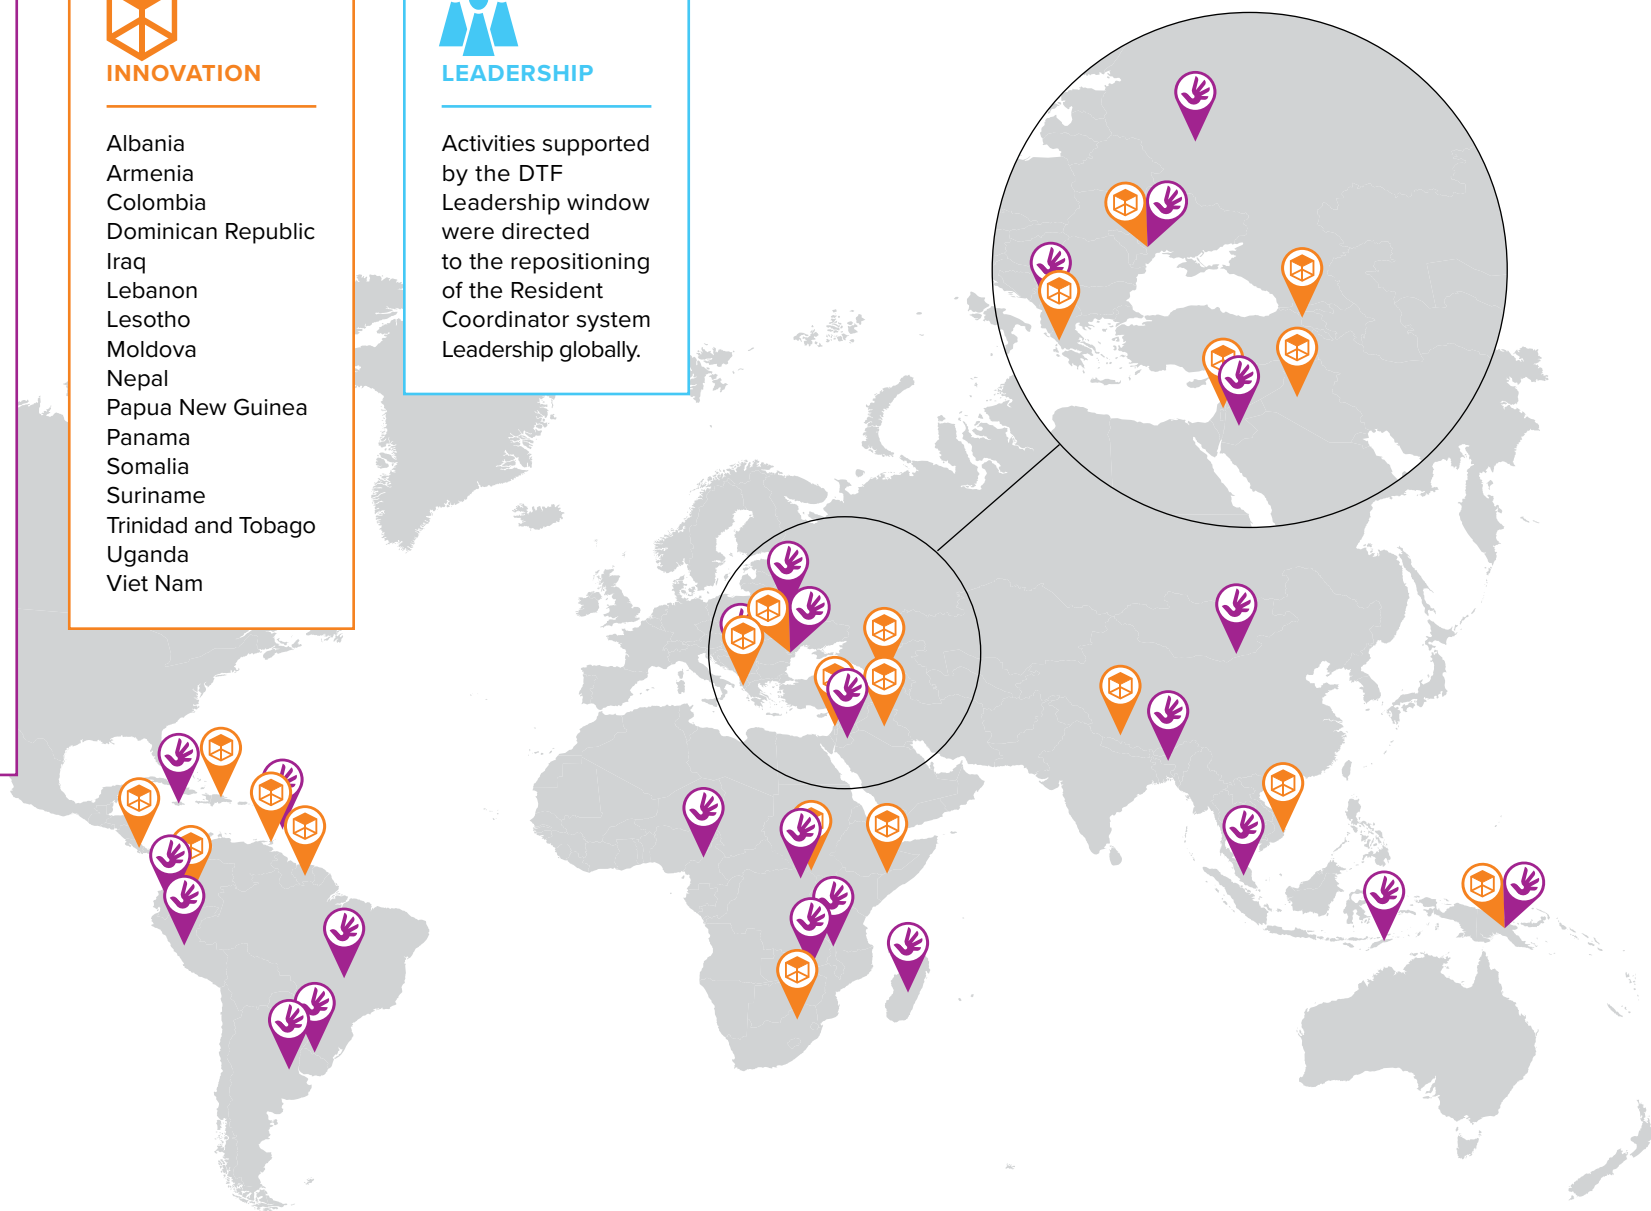 INNOVATION
Albania
Armenia
Colombia
Dominican Republic
Iraq
Lebanon
Lesotho
Moldova
Nepal
Papua New Guinea
Panama
Somalia
Suriname
Trinidad and Tobago
Uganda
Viet Nam
LEADERSHIP
Activities supported
by the DTF
Leadership window
were directed
to the repositioning
of the Resident
Coordinator system
Leadership globally.